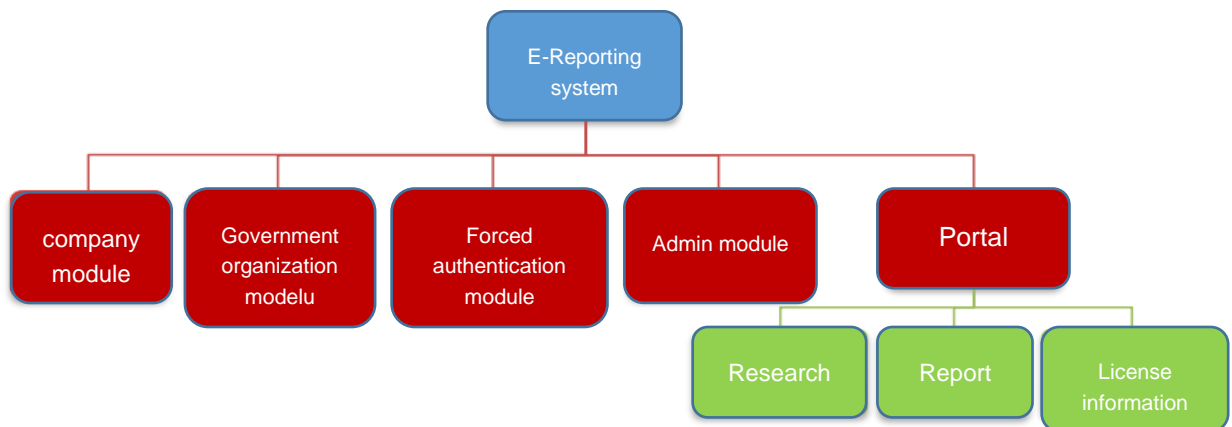 E-Reporting
system
company
module
Government
organization
modelu
Forced
authentication
module
Admin module
Portal
Research
Report
License
information